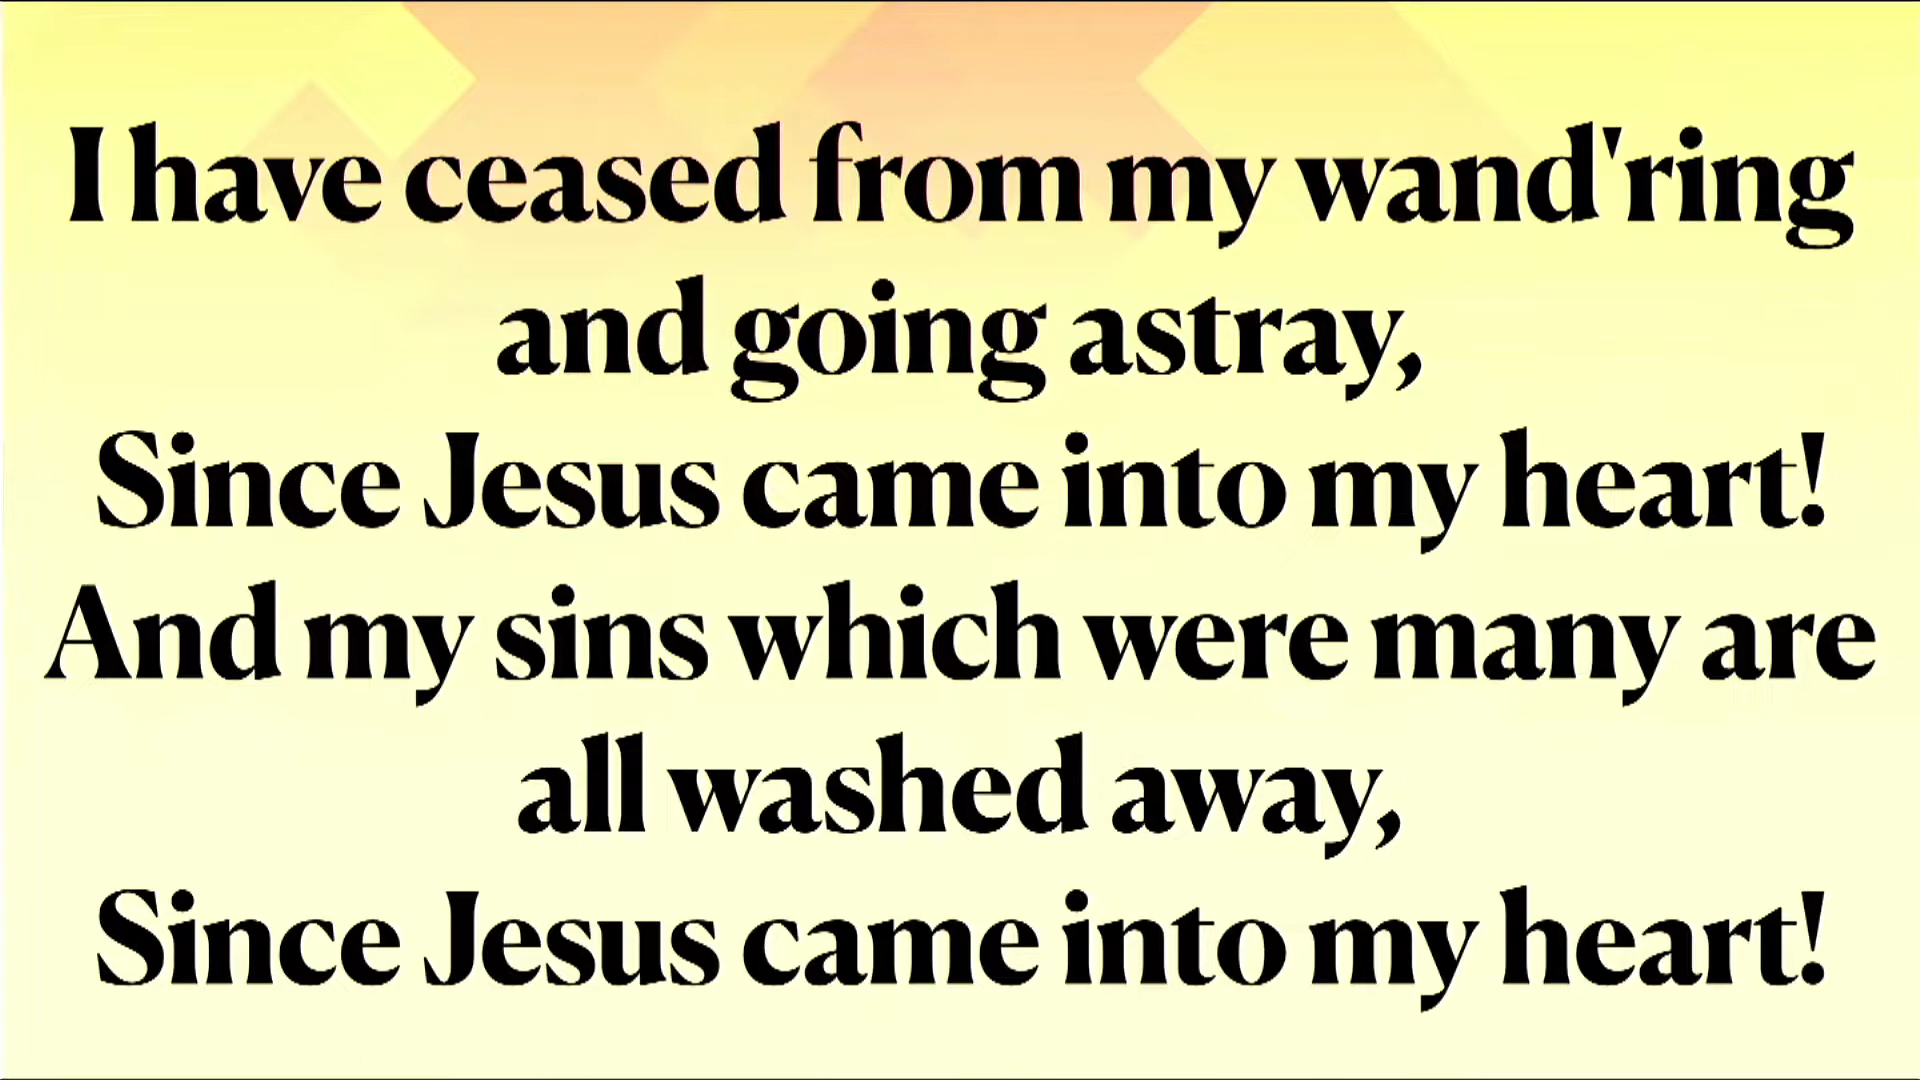 I have ceased from my wand'ring
and going astray,
Since Jesus came into my heart!
And my sins which were many are
all washed away,
Since Jesus came into my heart!